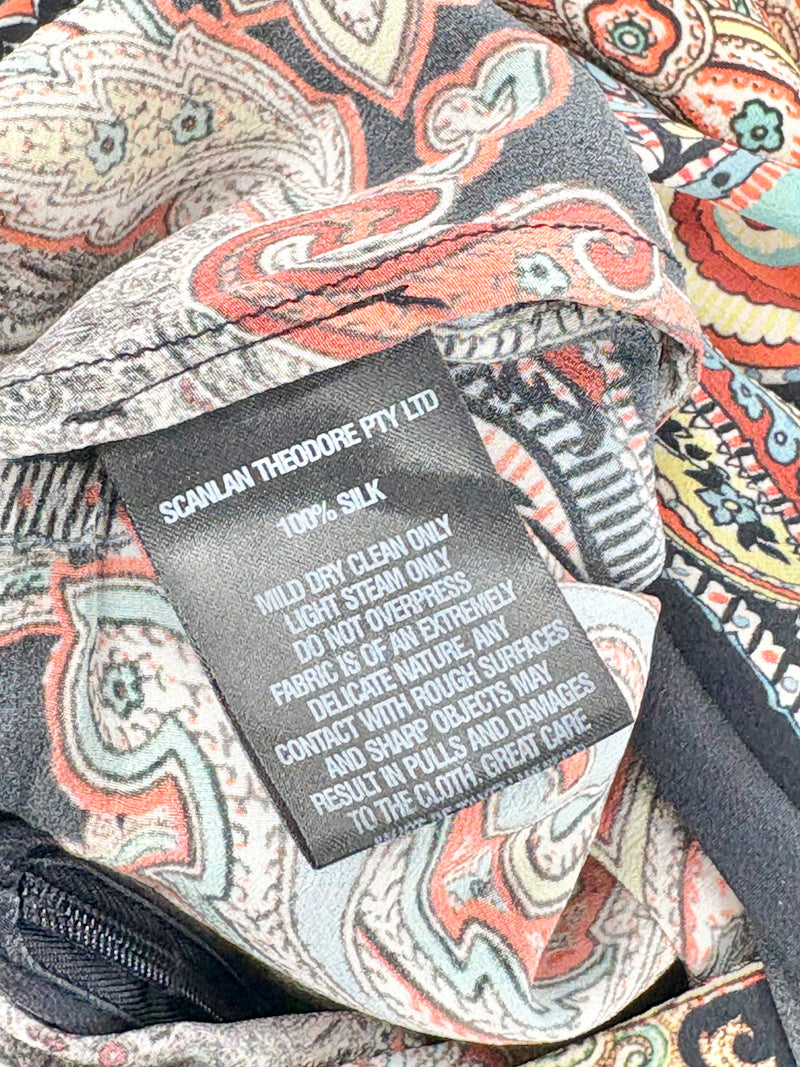 SCANLAN THEODORE PTY LTD
100% SILK
MILD DRY CLEAN ONLY
LIGHT STEAM ONLY
DO NOT OVERPRESS
FABRIC IS OF AN EXTREMELY
DELICATE NATURE, ANY
CONTACT WITH ROUGH SURFACES
AND SHARP OBJECTS MAY
RESULT IN PULLS AND DAMAGES
TO THE CLOTH, GREAT CARE